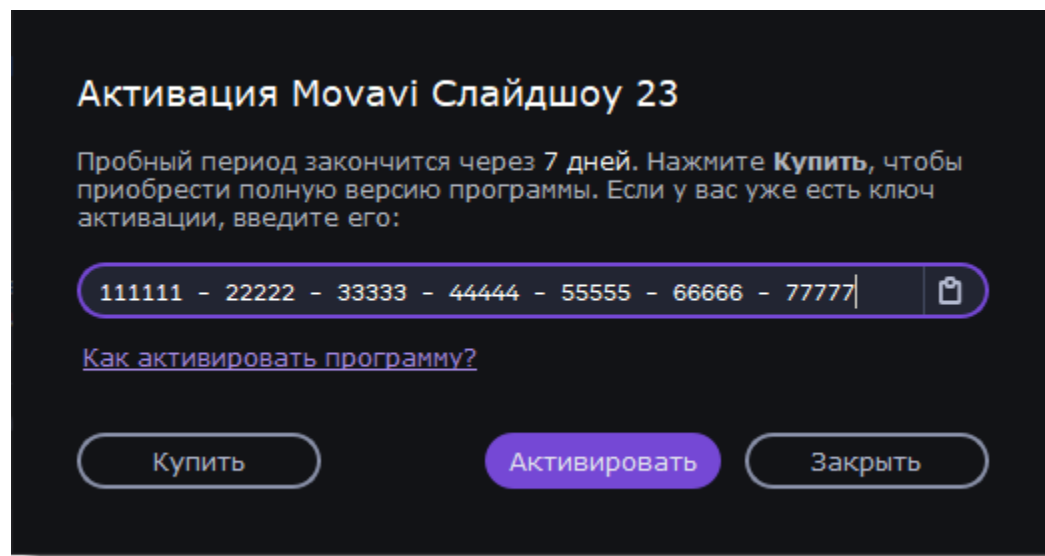 Активация Movavi Слайдшоу 23
Пробный период закончится через 7 дней. Нажмите Купить, чтобы
приобрести полную версию программы. Если у вас уже есть ключ
активации, введите его:
111111 - 22222 - 33333 - 44444 - 55555 - 66666 - 77777
Как активировать программу?
Купить Активировать Закрыть